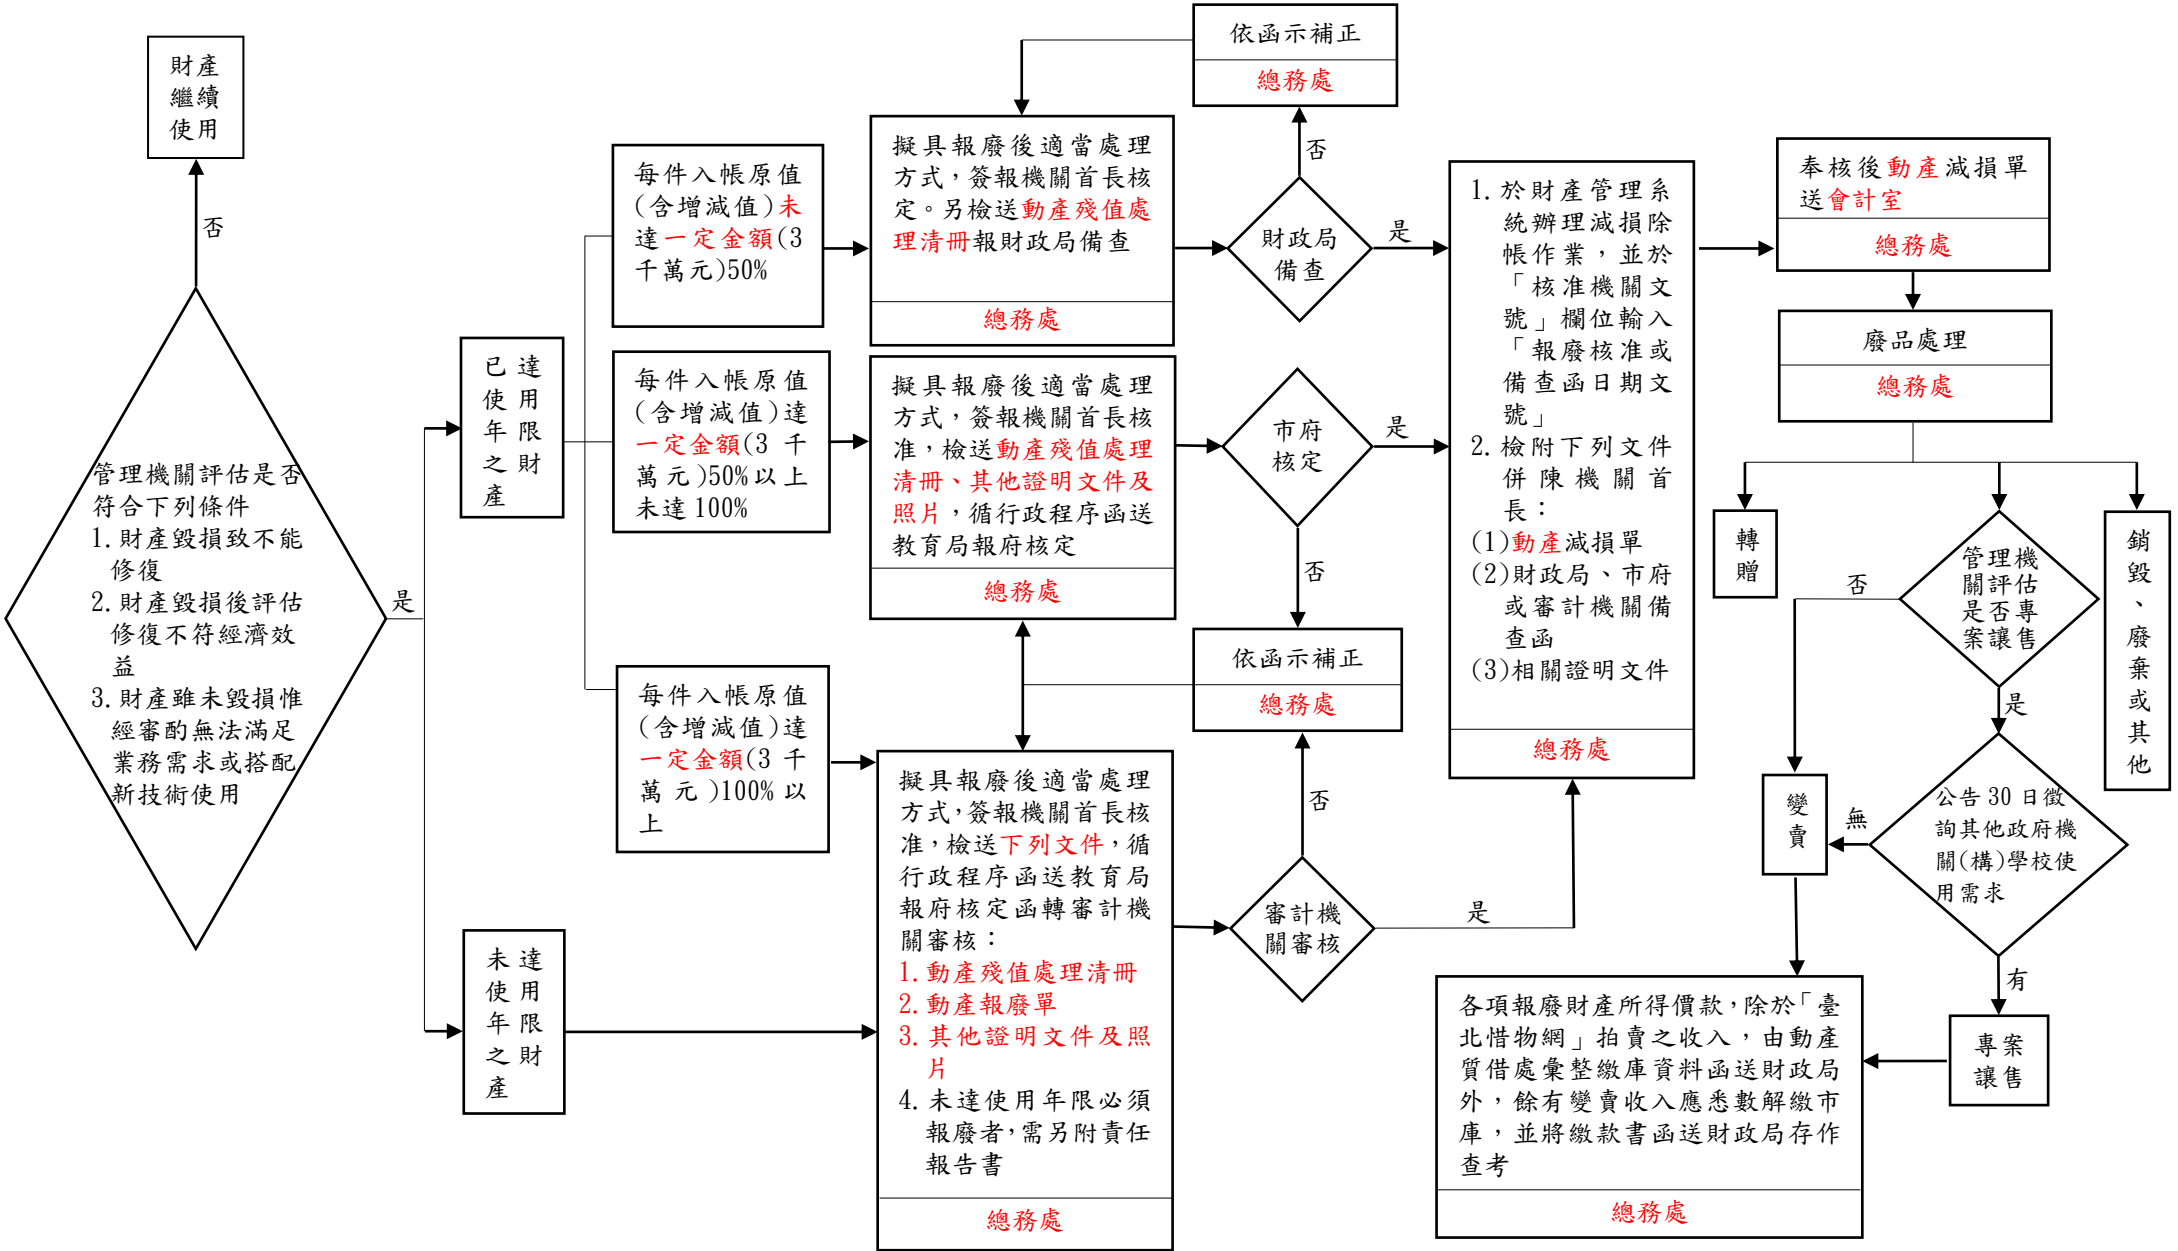 財產
繼續
使用
否
管理機關評估是否
符合下列條件
1.財產毀損致不能
修復
2.財產毀損後評估
修復不符經濟效
益
3.財產雖未毀損惟
經審酌無法滿足
業務需求或搭配
新技術使用
是
已達
使用
年限
之財
產
未達
使用
年限
之財
產
每件入帳原值
(含增減值)未
達一定金額(3
千萬元)50%
每件入帳原值
(含增減值)達
一定金額(3 千
萬元)50%以上
未達100%
每件入帳原值
(含增減值)達
一定金額(3 千
萬元)100%以
上
擬具報廢後適當處理
方式,簽報機關首長核
定。另檢送動產殘值處
理清冊報財政局備查
總務處
擬具報廢後適當處理
方式,簽報機關首長核
准,檢送動產殘值處理
清冊、其他證明文件及
照片,循行政程序函送
教育局報府核定
總務處
擬具報廢後適當處理
方式,簽報機關首長核
准,檢送下列文件,循
行政程序函送教育局
報府核定函轉審計機
關審核:
1.動產殘值處理清冊
2.動產報廢單
3.其他證明文件及照
片
4.未達使用年限必須
報廢者,需另附責任
報告書
總務處
依函示補正
總務處
否
財政局
備查
是
市府
核定
是
否
依函示補正
總務處
否
審計機
關審核
是
1.於財產管理系
統辦理減損除
帳作業,並於
「核准機關文
號」欄位輸入
「報廢核准或
備查函日期文
號」
2.檢附下列文件
併陳機關首
長:
(1)動產減損單
(2)財政局、市府
或審計機關備
查函
(3)相關證明文件
總務處
奉核後動產減損單
送會計室
總務處
廢品處理
總務處
轉
贈
管理機
關評估
是否專
案讓售
否
是
銷
毀
、
廢
棄
或
其
他
變
賣
無
公告30日徵
詢其他政府機
關(構)學校使
用需求
有
專案
讓售
各項報廢財產所得價款,除於「臺
北惜物網」拍賣之收入,由動產
質借處彙整繳庫資料函送財政局
外,餘有變賣收入應悉數解繳市
庫,並將繳款書函送財政局存作
查考
總務處